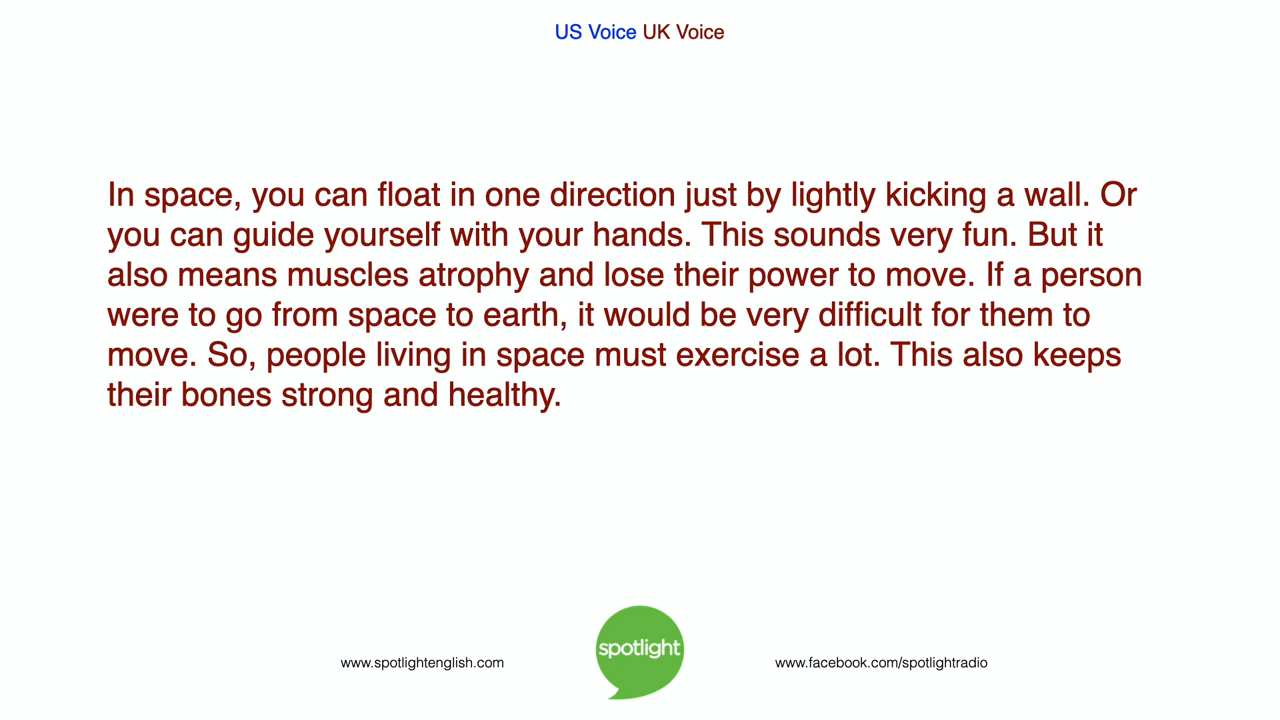 US Voice UK Voice
In space, you can float in one direction just by lightly kicking a wall. Or
you can guide yourself with your hands. This sounds very fun. But it
also means muscles atrophy and lose their power to move. If a person
were to go from space to earth, it would be very difficult for them to
move. So, people living in space must exercise a lot. This also keeps
their bones strong and healthy.
www.spotlightenglish.com
spotlight
www.facebook.com/spotlightradio